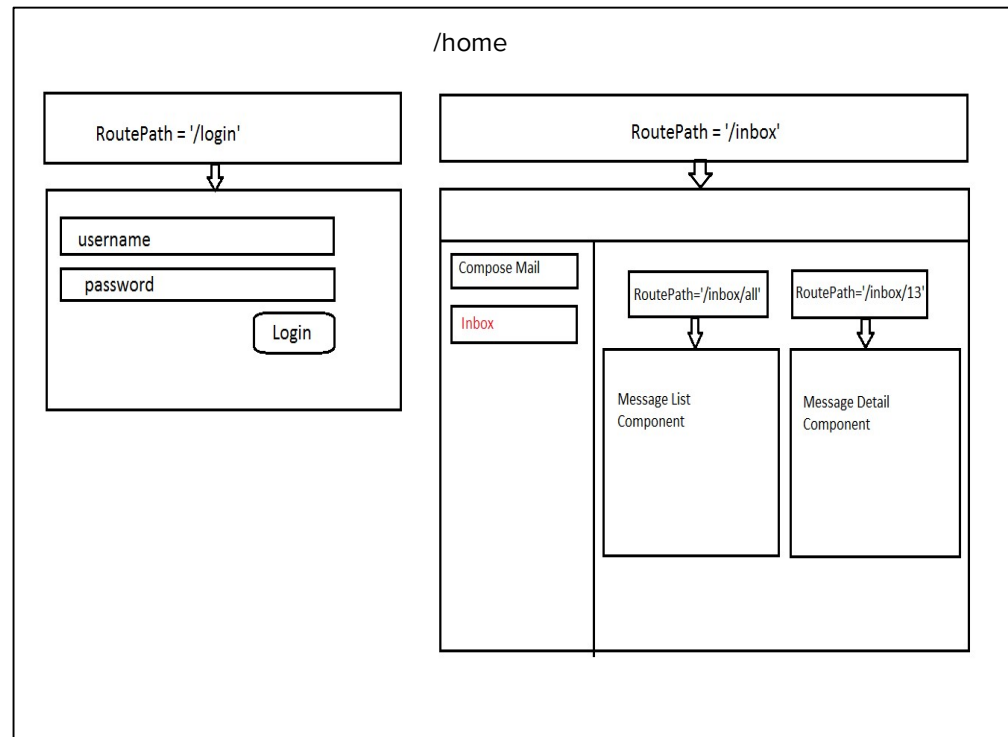 /home
RoutePath = '/login'
username
password
Login
RoutePath = '/inbox'
Compose Mail
Inbox
RoutePath='/inbox/all'
Message List
Component
RoutePath='/inbox/13'
Message Detail
Component